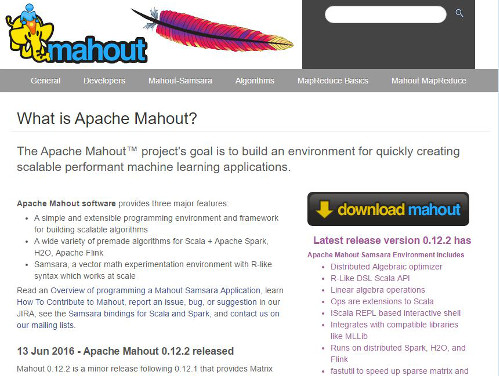 mahout
General Developers Mahout-Samsara Algorithms MapReduce Basics Mahout MapReduce
What is Apache Mahout?
The Apache Mahout™ project's goal is to build an environment for quickly creating
scalable performant machine learning applications.
Apache Mahout software provides three major features:
• A simple and extensible programming environment and framework
for building scalable algorithms
• A wide variety of premade algorithms for Scala + Apache Spark,
H2O, Apache Flink
• Samsara, a vector math experimentation environment with R-like
syntax which works at scale
Read an Overview of programming a Mahout Samsara Application, learn
How To Contribute to Mahout, report an issue, bug, or suggestion in our
JIRA, see the Samsara bindings for Scala and Spark, and contact us on
our mailing lists.
13 Jun 2016 - Apache Mahout 0.12.2 released
Mahout 0.12.2 is a minor release following 0.12.1 that provides Matrix
download mahout
Latest release version 0.12.2 has
Apache Mahout Samsara Environment includes
• Distributed Algebraic optimizer
• R-Like DSL Scala API
• Linear algebra operations
• Ops are extensions to Scala
• IScala REPL based interactive shell
• Integrates with compatible libraries
like MLLib
• Runs on distributed Spark, H2O, and
Flink
• fastutil to speed up sparse matrix and